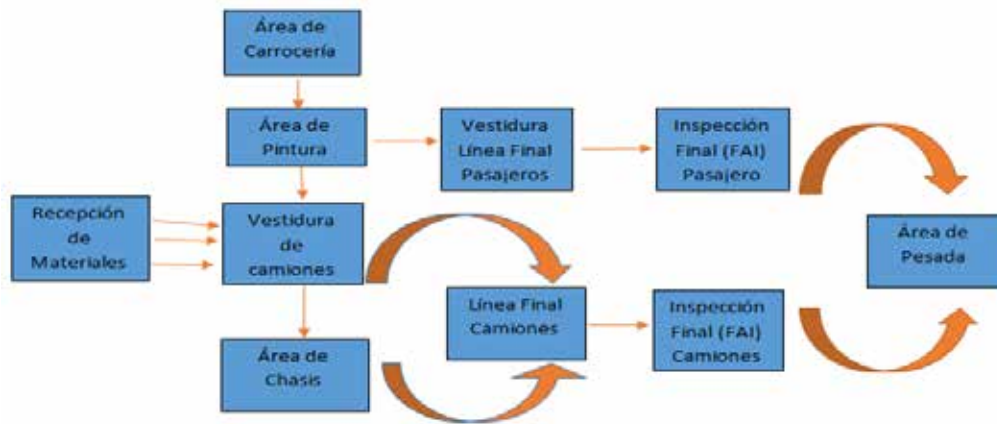 Área de
Carrocería
Área de
Pintura
Vestidura
Línea Final
Pasajeros
Inspección
Final (FAI)
Pasajero
Recepción
de
Materiales
Vestidura
de
camiones
Área de
Pesada
Línea Final
Camiones
Inspección
Final (FAI)
Camiones
Área de
Chasis